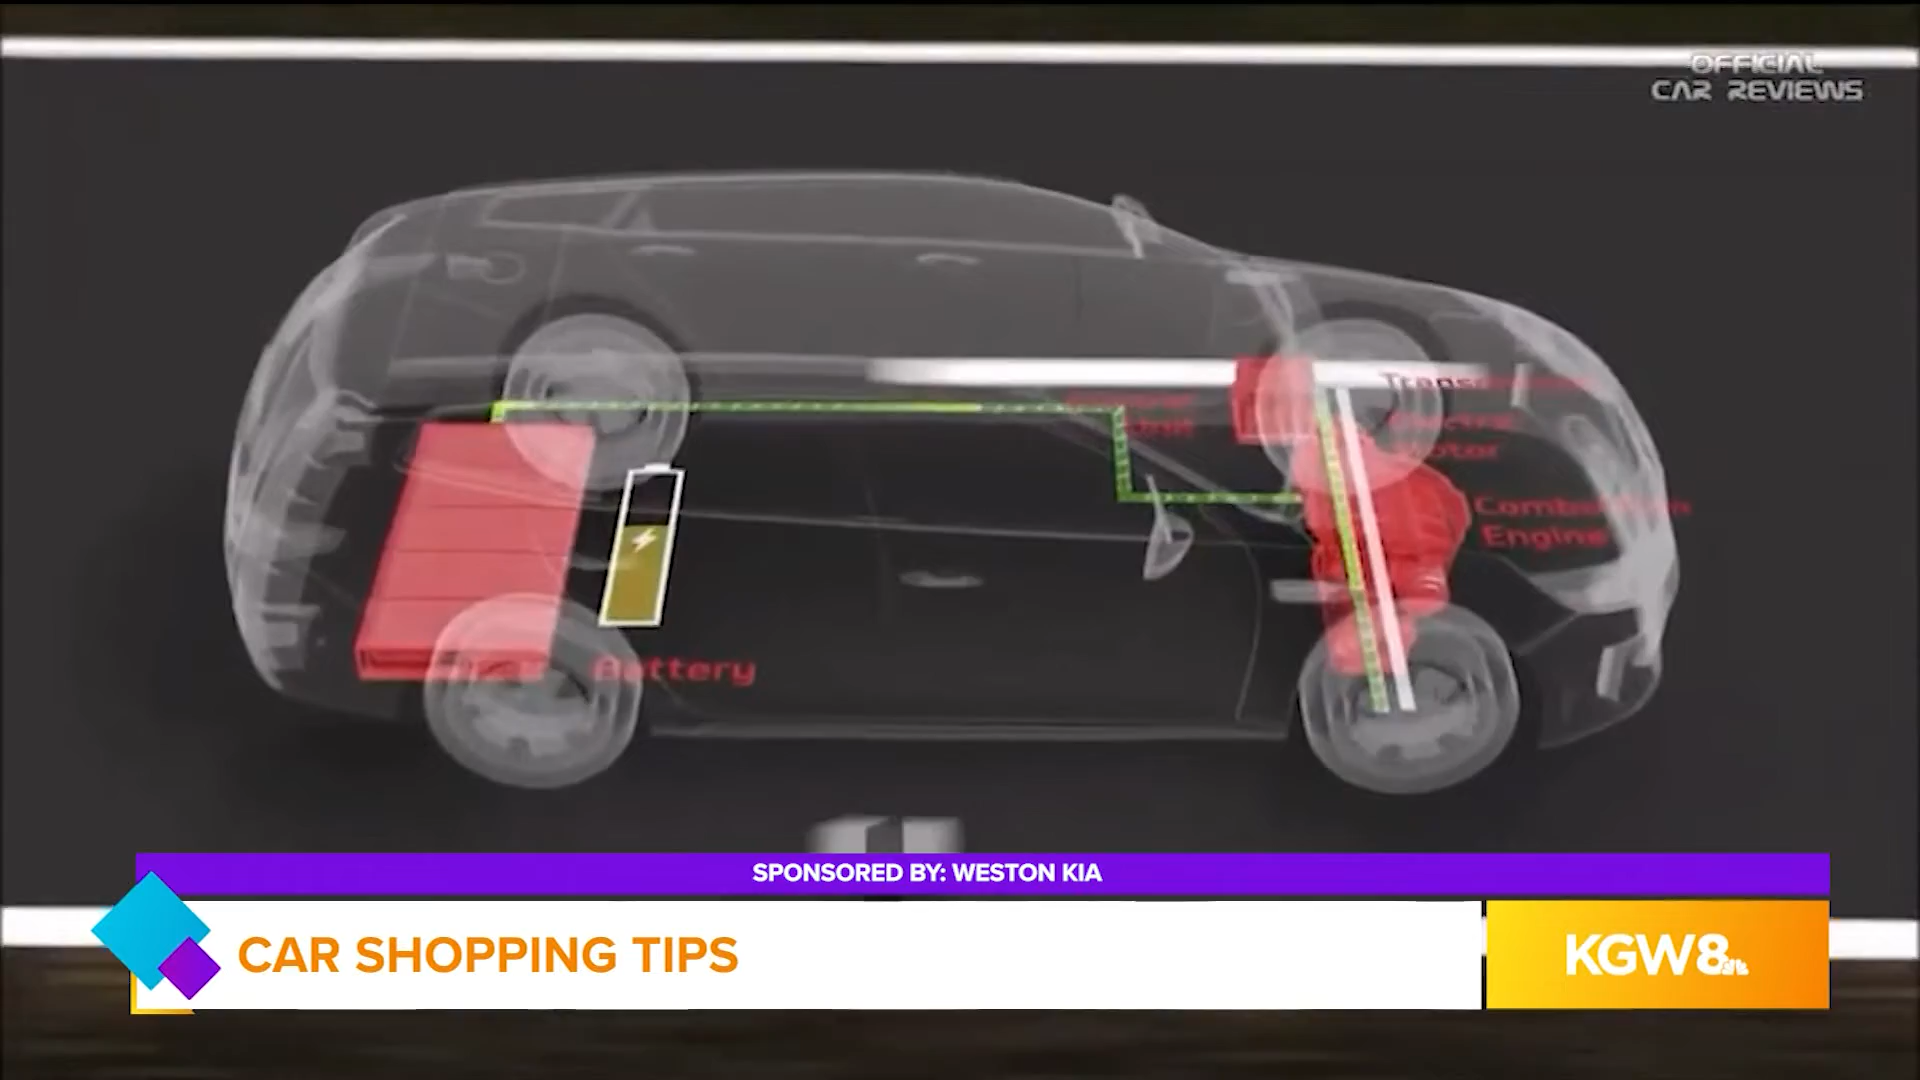 OFFICIAL
CAR REVIEWS
Combustion
Engine
Battery
SPONSORED BY: WESTON KIA
CAR SHOPPING TIPS
KGW8